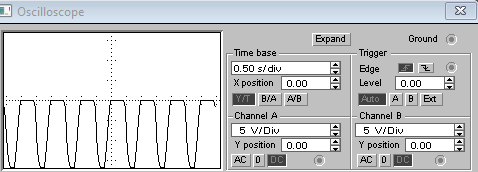 Oscilloscope
Expand Ground
Time base Trigger
0.50 s/div Edge
X position 0.00 Level 0.00
Y/T B/A A/B Auto A B Ext
Channel A Channel B
5 V/Div 5 V/Div
Y position 0.00 Y position 0.00
AC 0 DC AC 0 DC